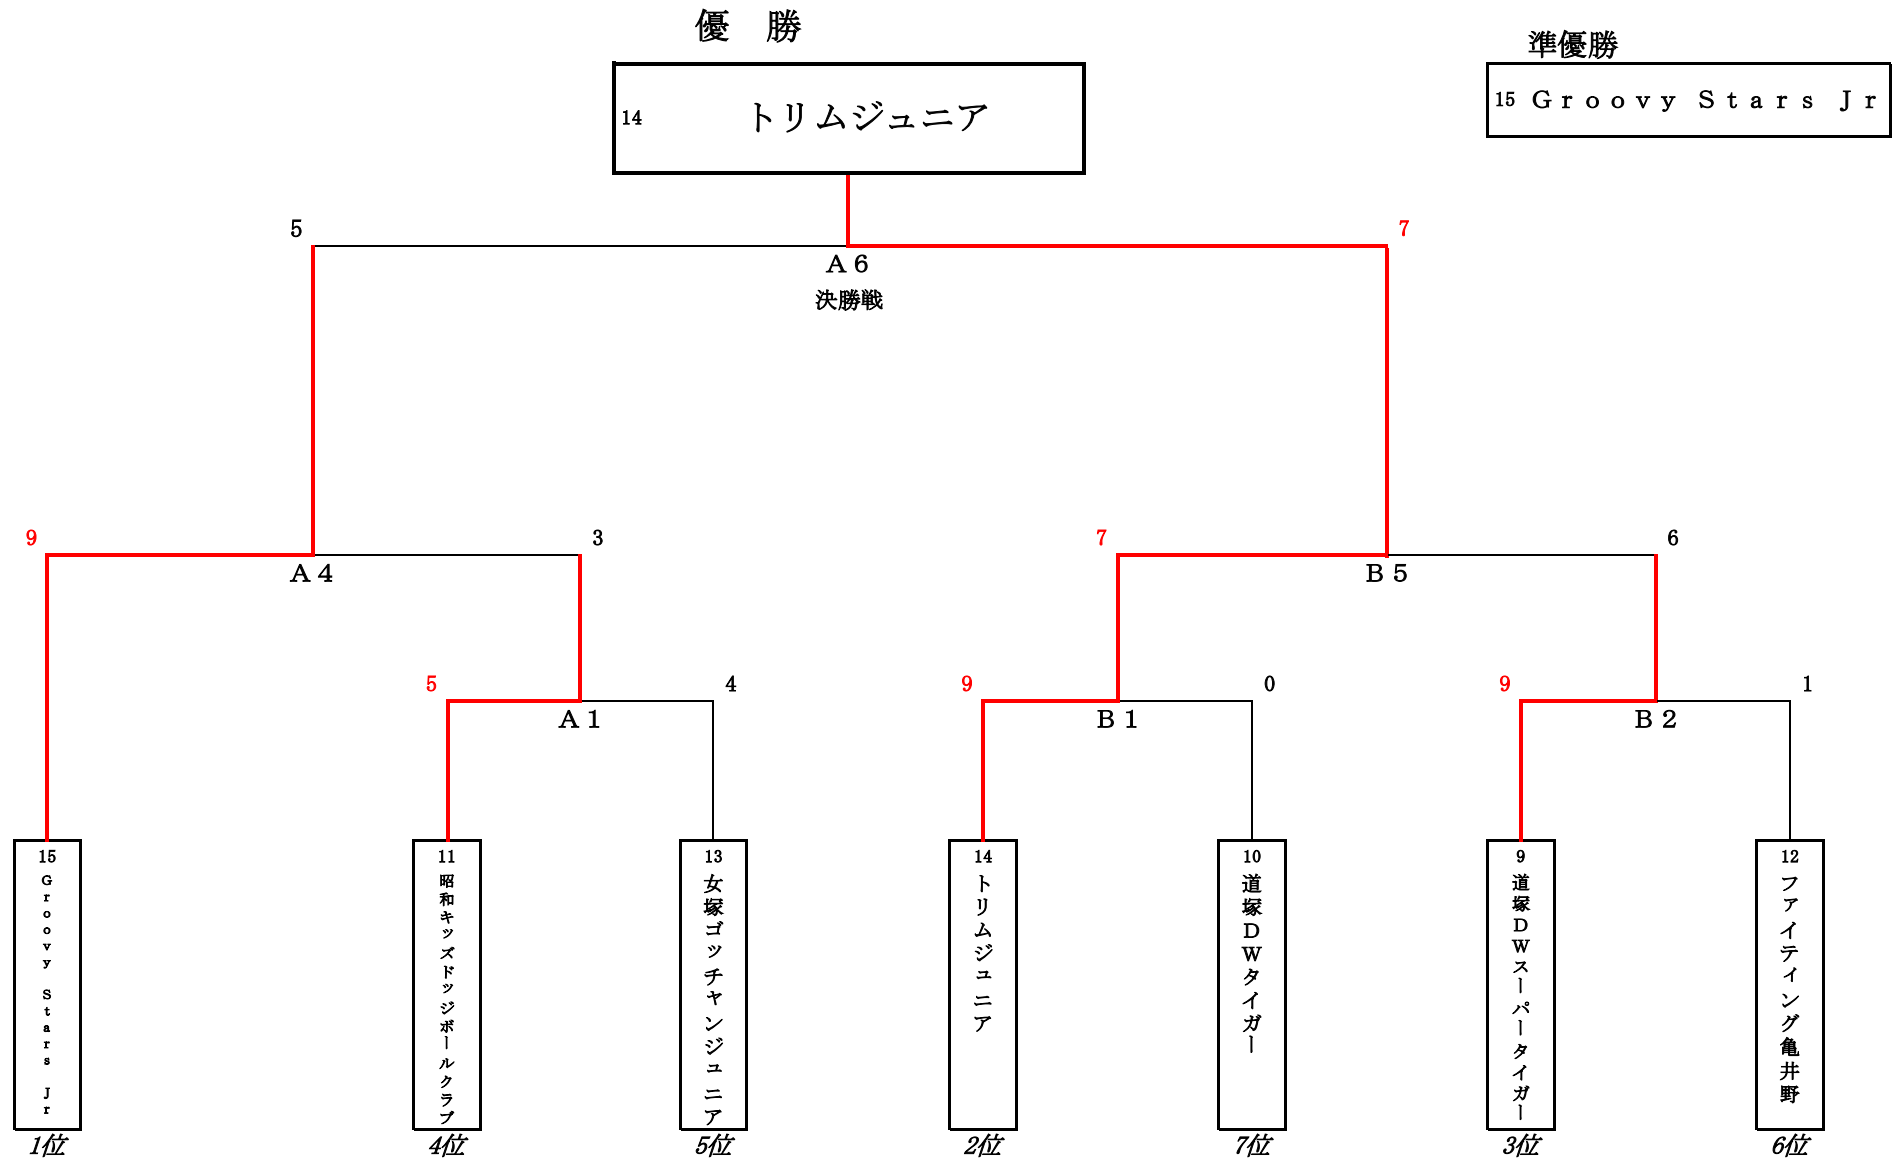 優　勝
準優勝
14 トリムジュニア
15 Ｇｒｏｏｖｙ　Ｓｔａｒｓ　Ｊｒ
5
7
Ａ６
決勝戦
9
3
7
6
Ａ４
Ｂ５
5
4
9
0
9
1
Ａ１
Ｂ１
Ｂ２
15
Ｇｒｏｏｖｙ　Ｓｔａｒｓ　Ｊｒ
1位
11
昭和キッズドッジボールクラブ
4位
13
女塚ゴッチャンジュニア
5位
14
トリムジュニア
2位
10
道塚ＤＷタイガー
7位
9
道塚ＤＷスーパータイガー
3位
12
ファイティング亀井野
6位